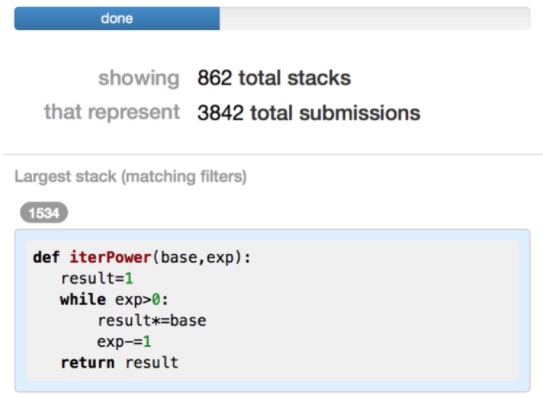 done
showing 862 total stacks
that represent 3842 total submissions
Largest stack (matching filters)
1534
def iterPower(base,exp):
    result=1
    while exp>0:
        result*=base
        exp-=1
    return result